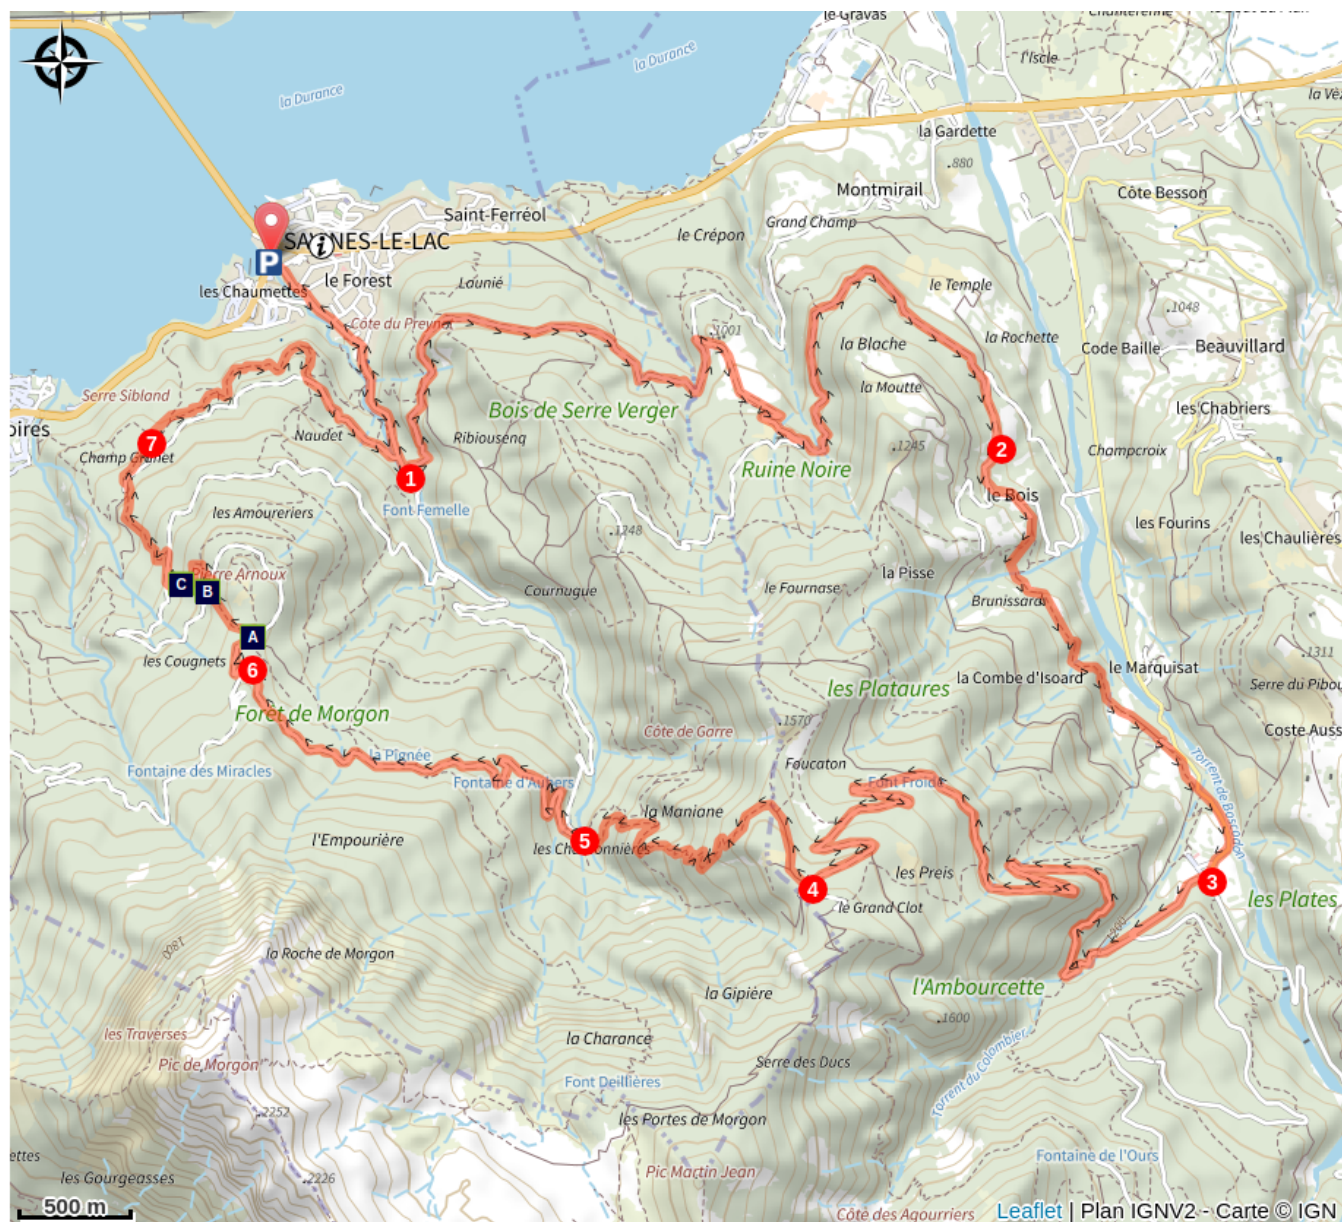 le Gravas
Chanterenne
la Durance
l'Iscle
la Durance
la Gardette
.880
Montmirail
Côte Besson
Saint-Ferréol
Grand Champ
le Crépon
P
i
le Forest
Launié
le Temple
les Chaumettes
.1048
Côte du Preynet
.1001
la Rochette
la Blache
Code Baille
Beauvillard
la Moutte
Serre Sibland
les Chabriers
Bois de Serre Verger
oires
7
Naudet
Ribiousenq
2
.1245
Champcroix
Champ Grunet
Ruine Noire
1
le Bois
les Amoureriers
Font Femelle
les Fourins
.1248
les Chaulières
Pierre Arnoux
la Pisse
C
B
Cournugue
le Fournase
Brunissard
A
.1311
les Cougnets
6
le Marquisat
la Combe d'Isoard
Serre du Pibou
les Plataures
Forêt de Morgon
.1570
Côte de Garre
Coste Auss
la Pignée
Foucaton
Fontaine des Miracles
Fontaine d'Aubers
Font Froide
Torrent de Boscodon
la Maniane
l'Empourière
5
les Charbonnières
les Preis
3
4
les Plates
le Grand Clot
1200
1800
la Roche de Morgon
l'Ambourcette
la Gipière
.1600
les Traverses
la Charance
Pic de Morgon
Serre des Ducs
Torrent du Colombier
Font Deillières
.2252
les Portes de Morgon
ettes
Fontaine de l'Ours
les Gourgeasses
.2226
Pic Martin Jean
500 m
Côte des Agourriers
Leaflet | Plan IGNV2 - Carte © IGN